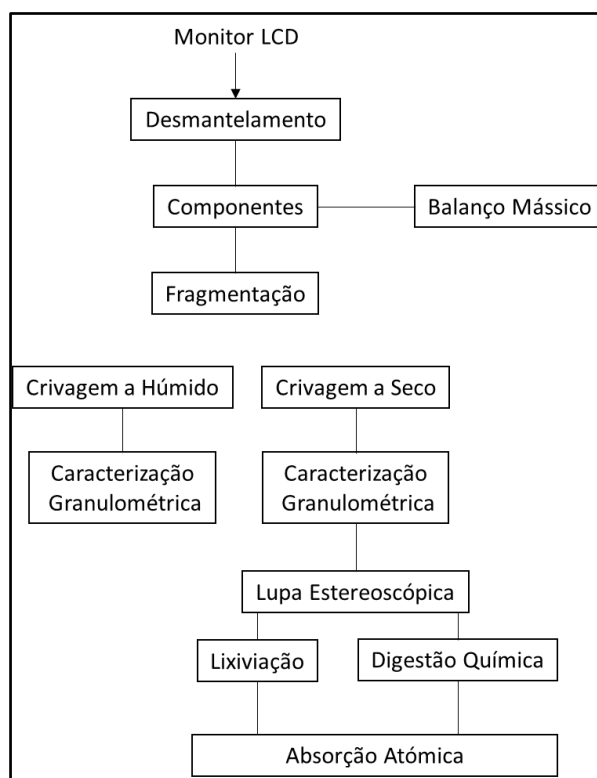 Monitor LCD
Desmantelamento
Componentes
Balanço Mássico
Fragmentação
Crivagem a Húmido
Crivagem a Seco
Caracterização
Granulométrica
Caracterização
Granulométrica
Lupa Estereoscópica
Lixiviação
Digestão Química
Absorção Atómica